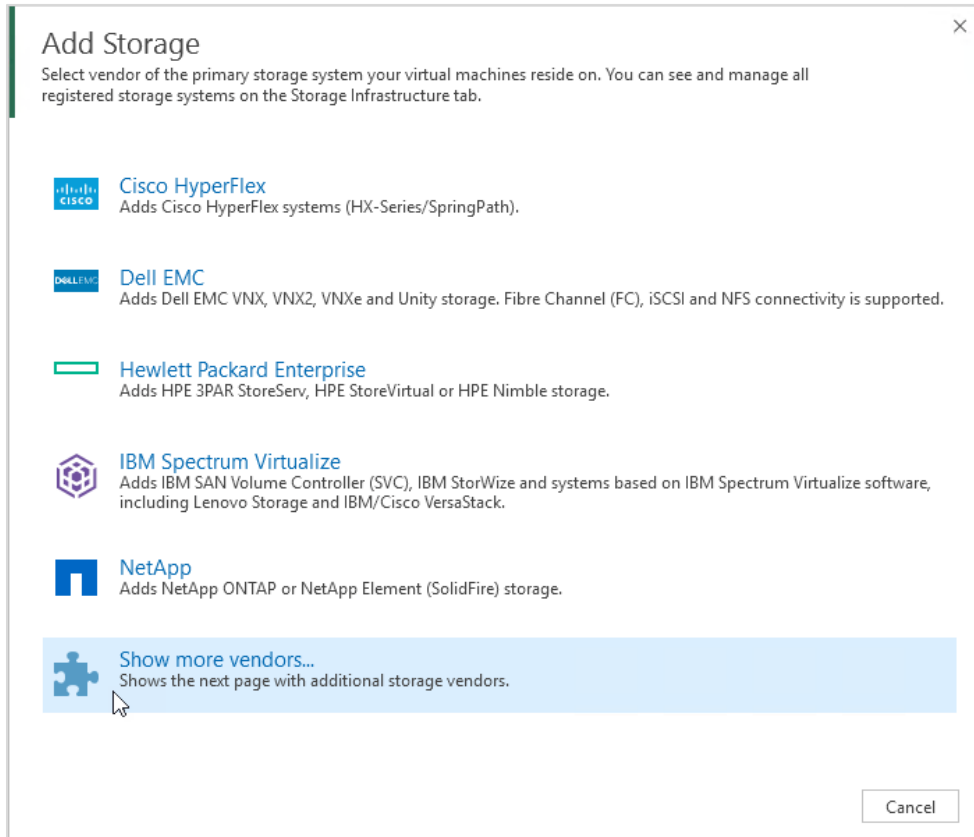 Add Storage
Select vendor of the primary storage system your virtual machines reside on. You can see and manage all
registered storage systems on the Storage Infrastructure tab.
CISCO
Cisco HyperFlex
Adds Cisco HyperFlex systems (HX-Series/SpringPath).
DELLEMC
Dell EMC
Adds Dell EMC VNX, VNX2, VNXe and Unity storage. Fibre Channel (FC), iSCSI and NFS connectivity is supported.
Hewlett Packard Enterprise
Adds HPE 3PAR StoreServ, HPE StoreVirtual or HPE Nimble storage.
IBM Spectrum Virtualize
Adds IBM SAN Volume Controller (SVC), IBM StorWize and systems based on IBM Spectrum Virtualize software,
including Lenovo Storage and IBM/Cisco VersaStack.
NetApp
Adds NetApp ONTAP or NetApp Element (SolidFire) storage.
Show more vendors...
Shows the next page with additional storage vendors.
Cancel